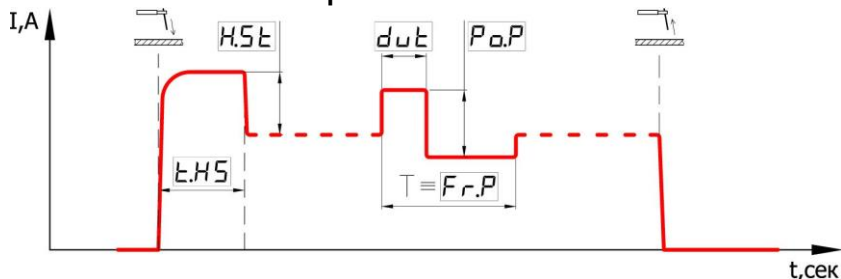 I,A
H.St
dut
Po.P
t.HS
T ≡ Fr.P
t,сек